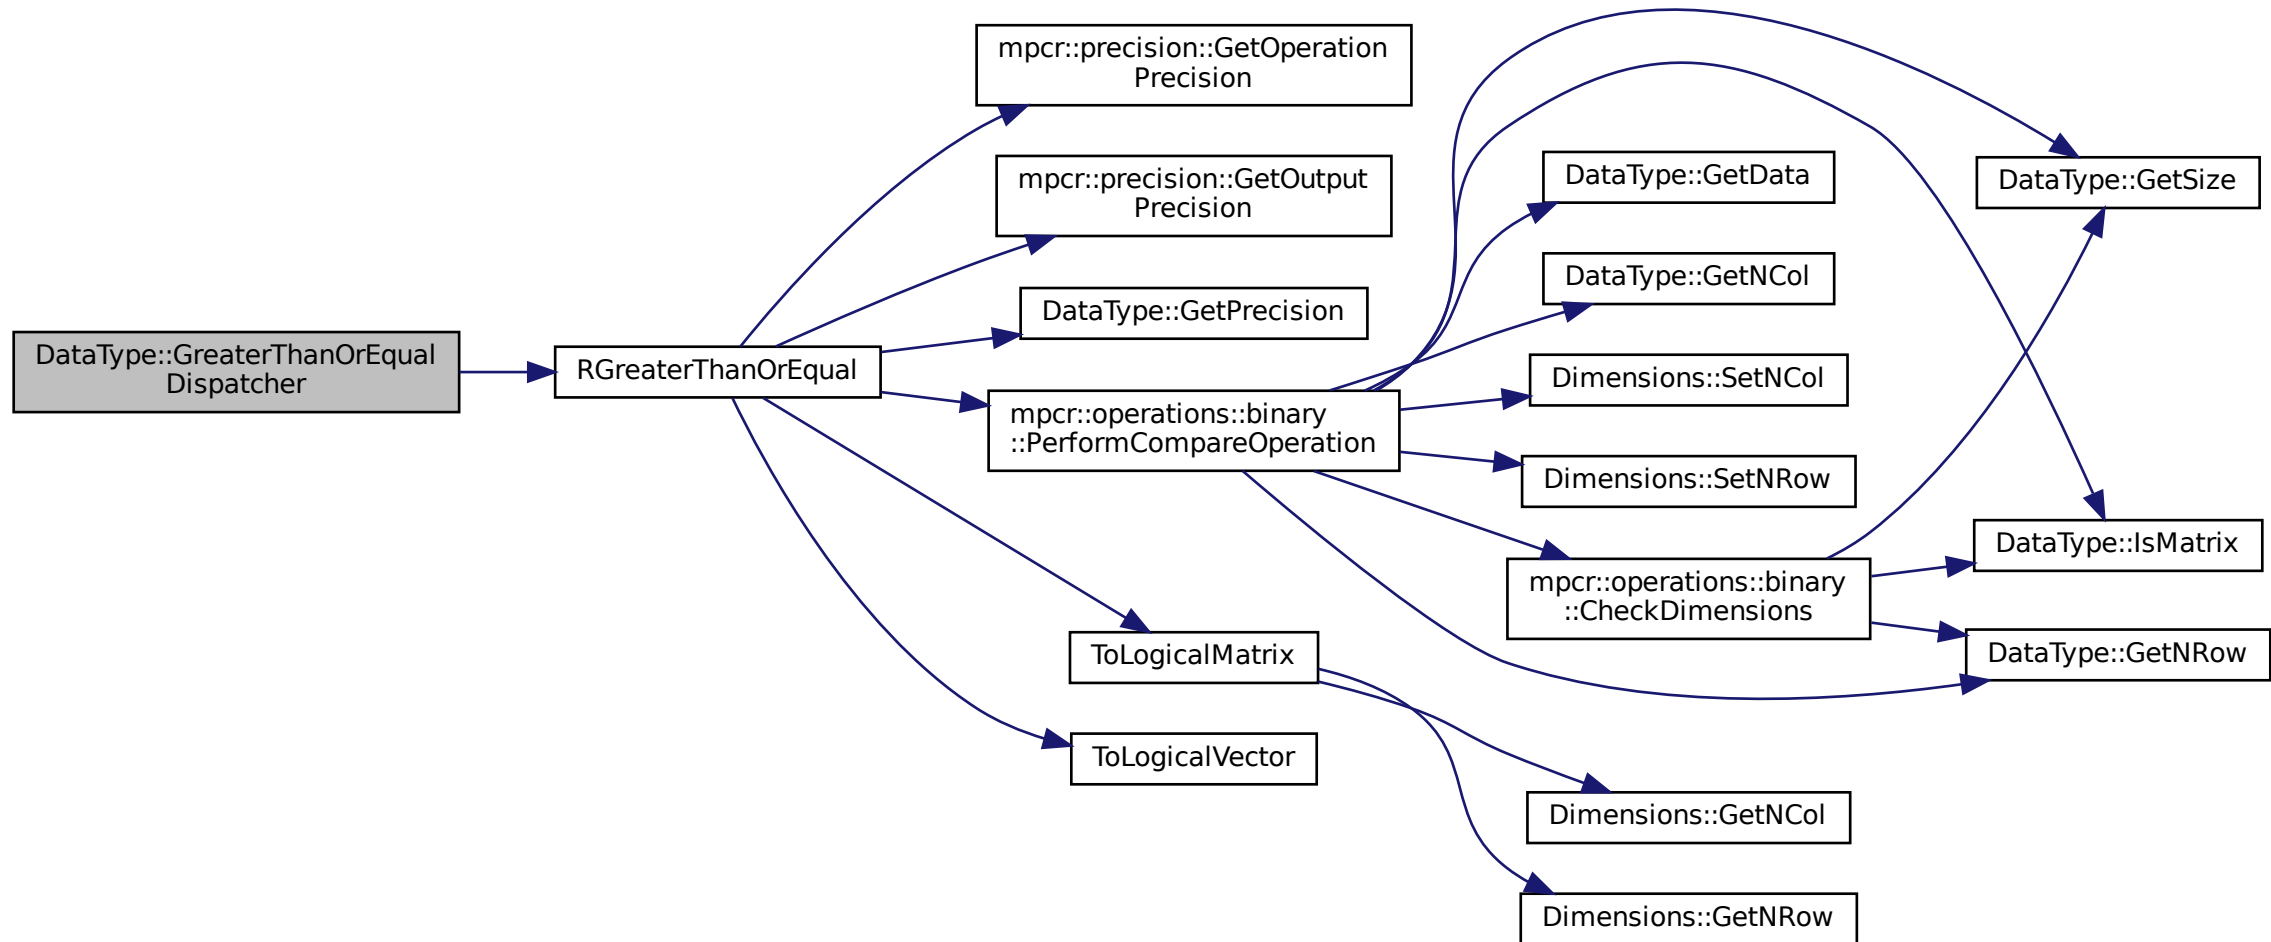 DataType::GreaterThanOrEqual
Dispatcher
RGreaterThanOrEqual
mpcr::precision::GetOperation
Precision
mpcr::precision::GetOutput
Precision
DataType::GetPrecision
mpcr::operations::binary
::PerformCompareOperation
ToLogicalMatrix
ToLogicalVector
DataType::GetData
DataType::GetNCol
Dimensions::SetNCol
Dimensions::SetNRow
mpcr::operations::binary
::CheckDimensions
Dimensions::GetNCol
Dimensions::GetNRow
DataType::GetSize
DataType::IsMatrix
DataType::GetNRow